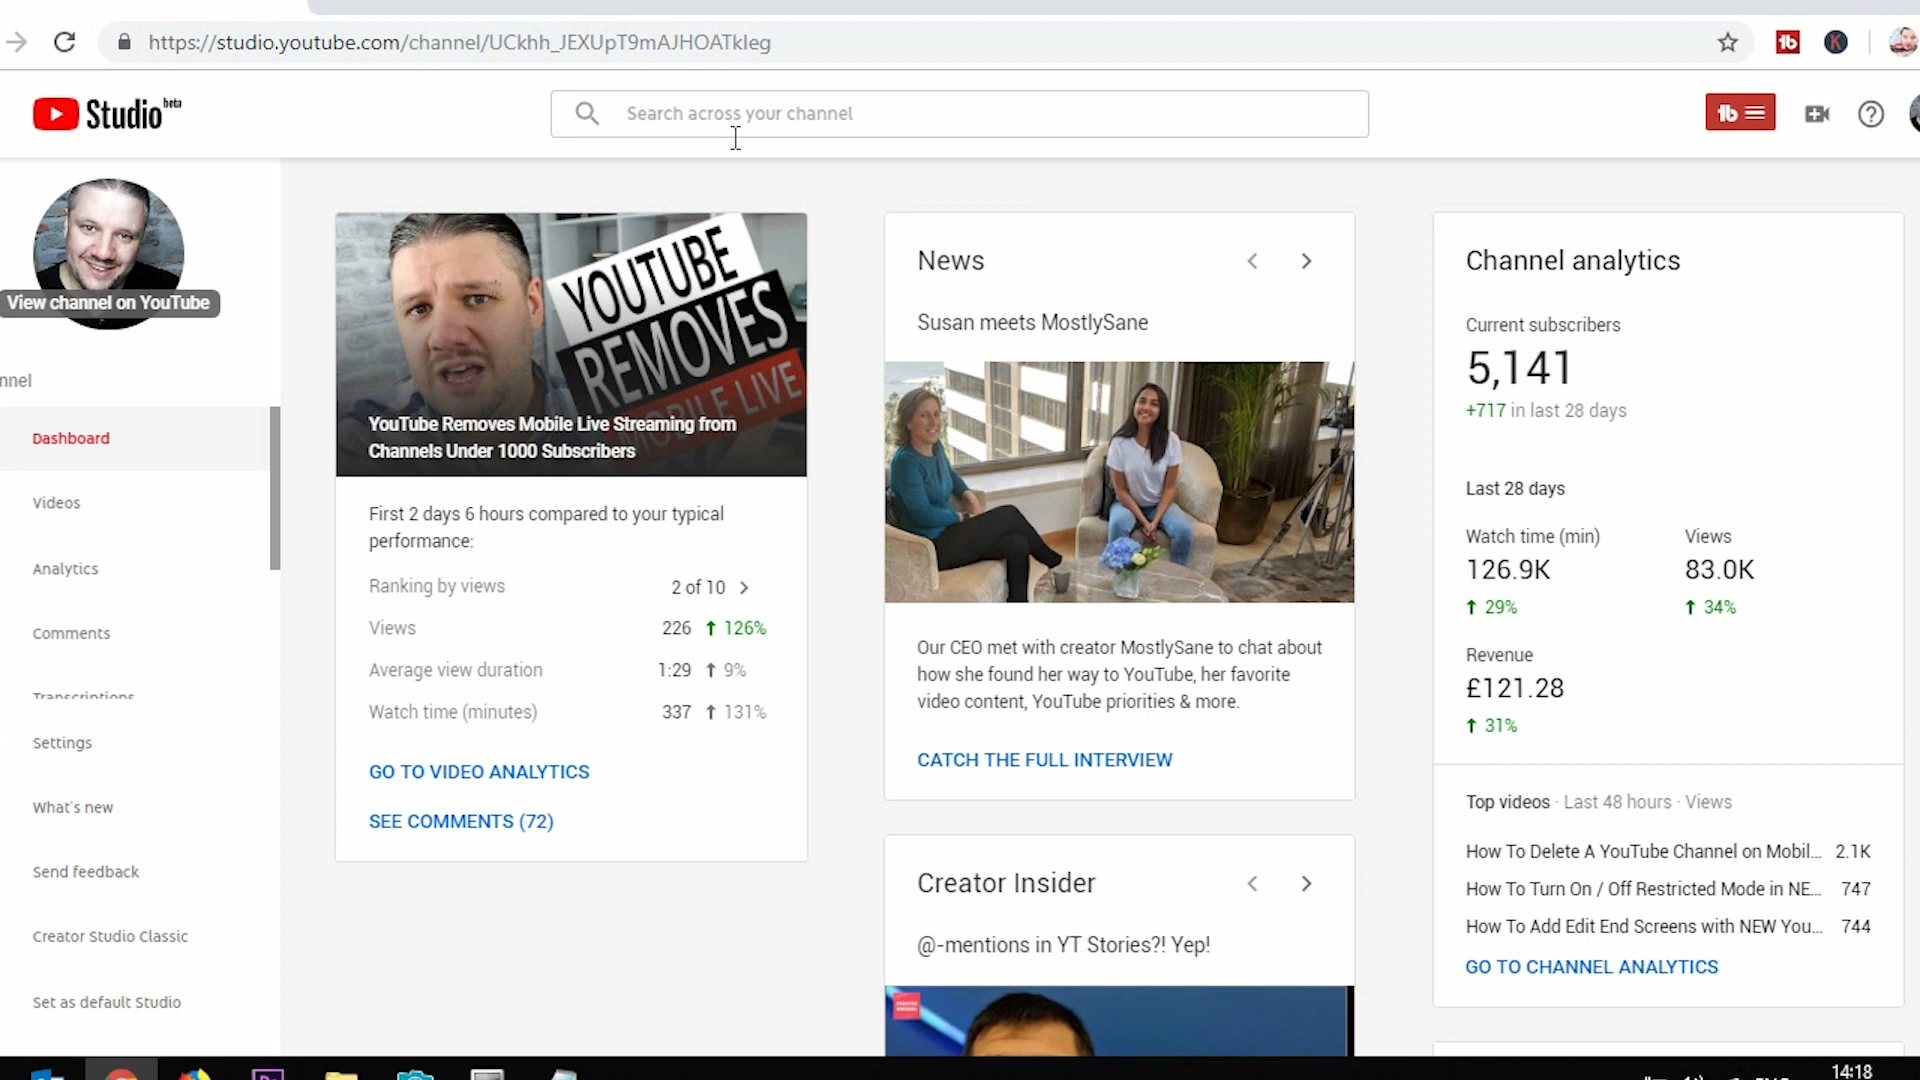 https://studio.youtube.com/channel/UCkhh_JEXUpT9mAJHOATkIeg
K
Studio beta
Search across your channel
tb
View channel on YouTube
nnel
Dashboard
Videos
Analytics
Comments
Transcriptions
Settings
What's new
Send feedback
Creator Studio Classic
Set as default Studio
YOUTUBE
REMOVES
MOBILE LIVE
YouTube Removes Mobile Live Streaming from
Channels Under 1000 Subscribers
First 2 days 6 hours compared to your typical
performance:
Ranking by views 2 of 10
Views 226 126%
Average view duration 1:29 9%
Watch time (minutes) 337 131%
GO TO VIDEO ANALYTICS
SEE COMMENTS (72)
News
Susan meets MostlySane
Our CEO met with creator MostlySane to chat about
how she found her way to YouTube, her favorite
video content, YouTube priorities & more.
CATCH THE FULL INTERVIEW
Creator Insider
@-mentions in YT Stories?! Yep!
Channel analytics
Current subscribers
5,141
+717 in last 28 days
Last 28 days
Watch time (min) Views
126.9K 83.0K
29% 34%
Revenue
£121.28
31%
Top videos · Last 48 hours · Views
How To Delete A YouTube Channel on Mobil... 2.1K
How To Turn On / Off Restricted Mode in NE... 747
How To Add Edit End Screens with NEW You... 744
GO TO CHANNEL ANALYTICS
14:18